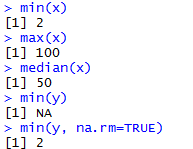 > min(x)
[1] 2
> max(x)
[1] 100
> median(x)
[1] 50
> min(y)
[1] NA
> min(y, na.rm=TRUE)
[1] 2